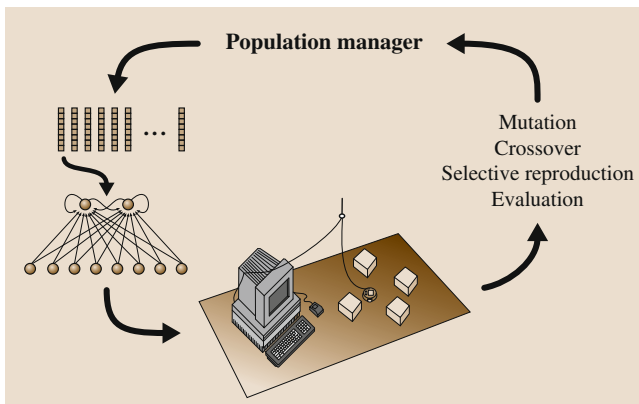 Population manager
Mutation
Crossover
Selective reproduction
Evaluation